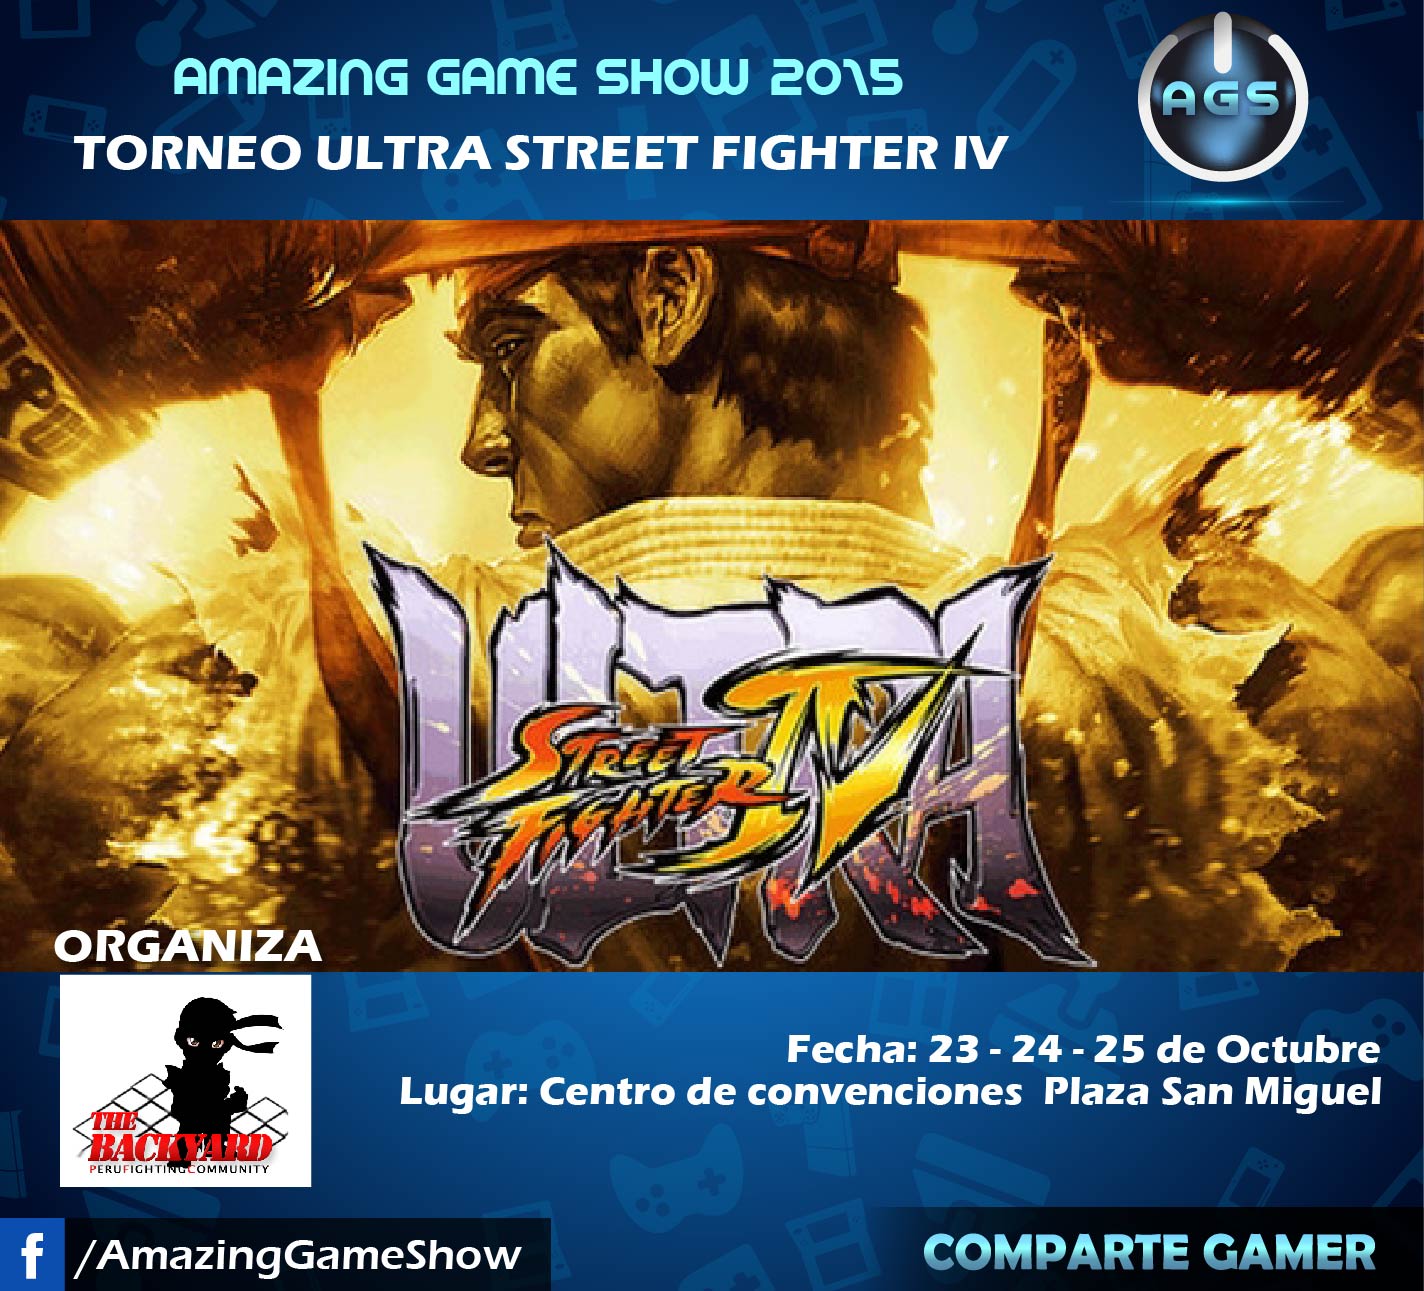 AMAZING GAME SHOW 2015
TORNEO ULTRA STREET FIGHTER IV
AGS
ULTRA
STREET
FIGHTER IV
ORGANIZA
THE
BACKYARD
PERUFIGHTINGCOMMUNITY
Fecha: 23 - 24 - 25 de Octubre
Lugar: Centro de convenciones Plaza San Miguel
f /AmazingGameShow
COMPARTE GAMER